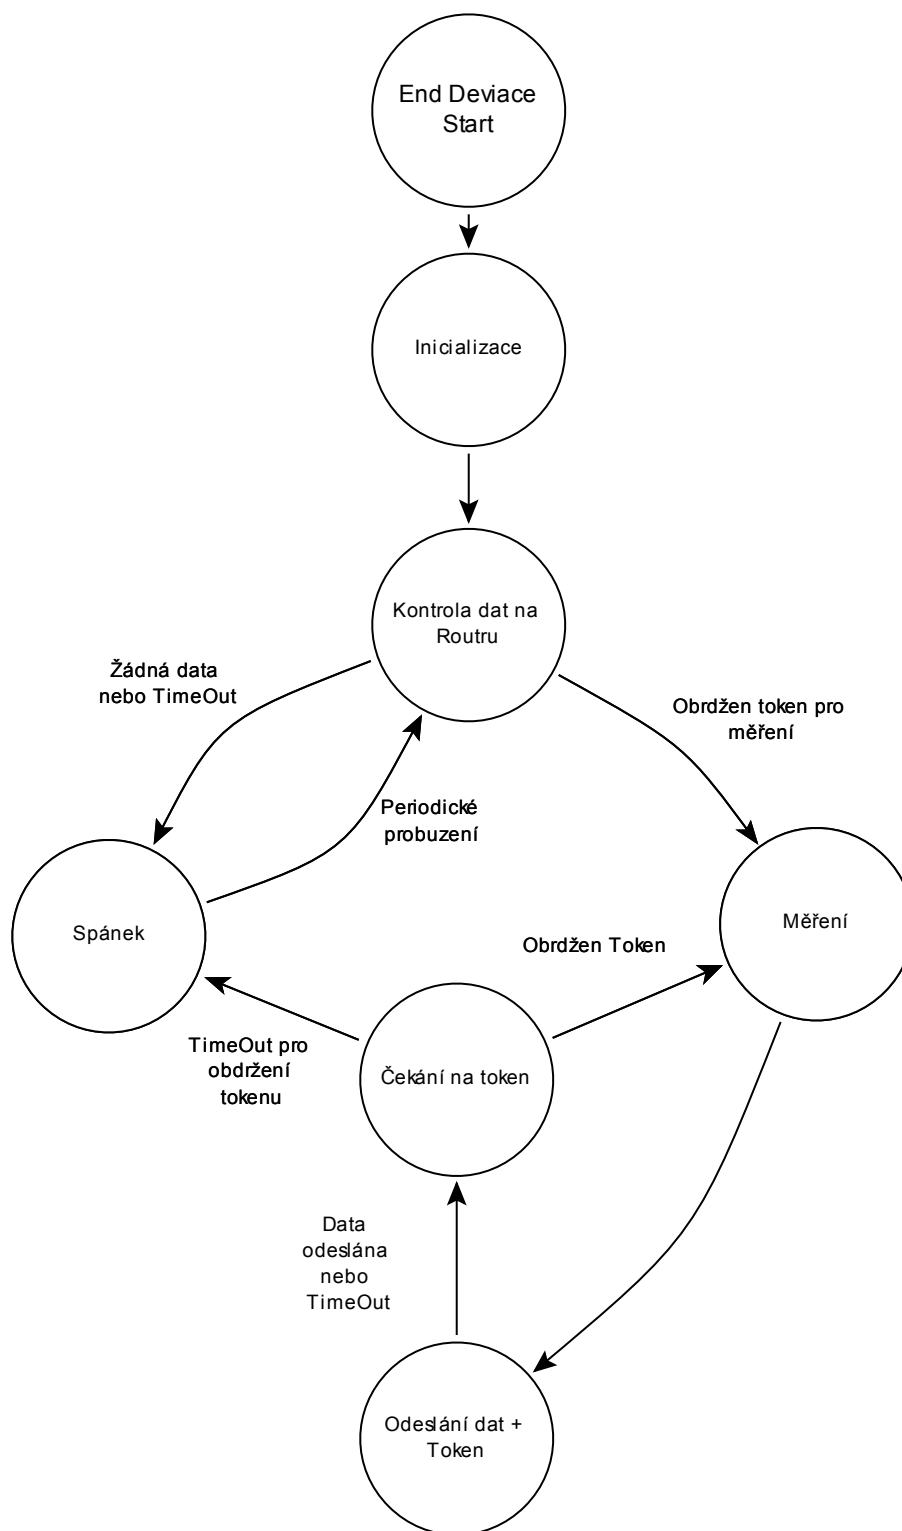 End Deviace
Start
Inicializace
Kontrola dat na
Routru
Žádná data
nebo TimeOut
Obrdžen token pro
měření
Periodické
probuzení
Spánek
Měření
Obrdžen Token
TimeOut pro
obdržení
tokenu
Čekání na token
Data
odeslána
nebo
TimeOut
Odeslání dat +
Token